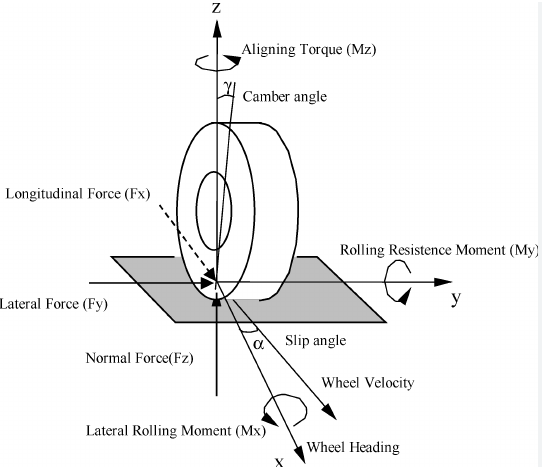 z
Aligning Torque (Mz)
γ
Camber angle
Longitudinal Force (Fx)
Rolling Resistence Moment (My)
Lateral Force (Fy)
y
α
Slip angle
Normal Force(Fz)
Wheel Velocity
Lateral Rolling Moment (Mx)
Wheel Heading
x